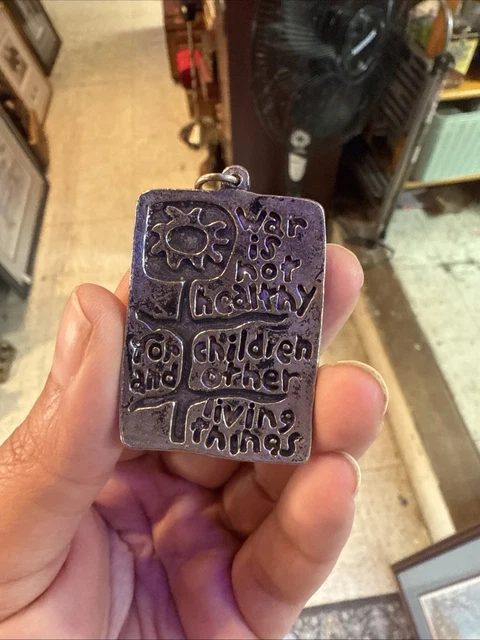 war
is
not
healthy
for children
and other
living
things